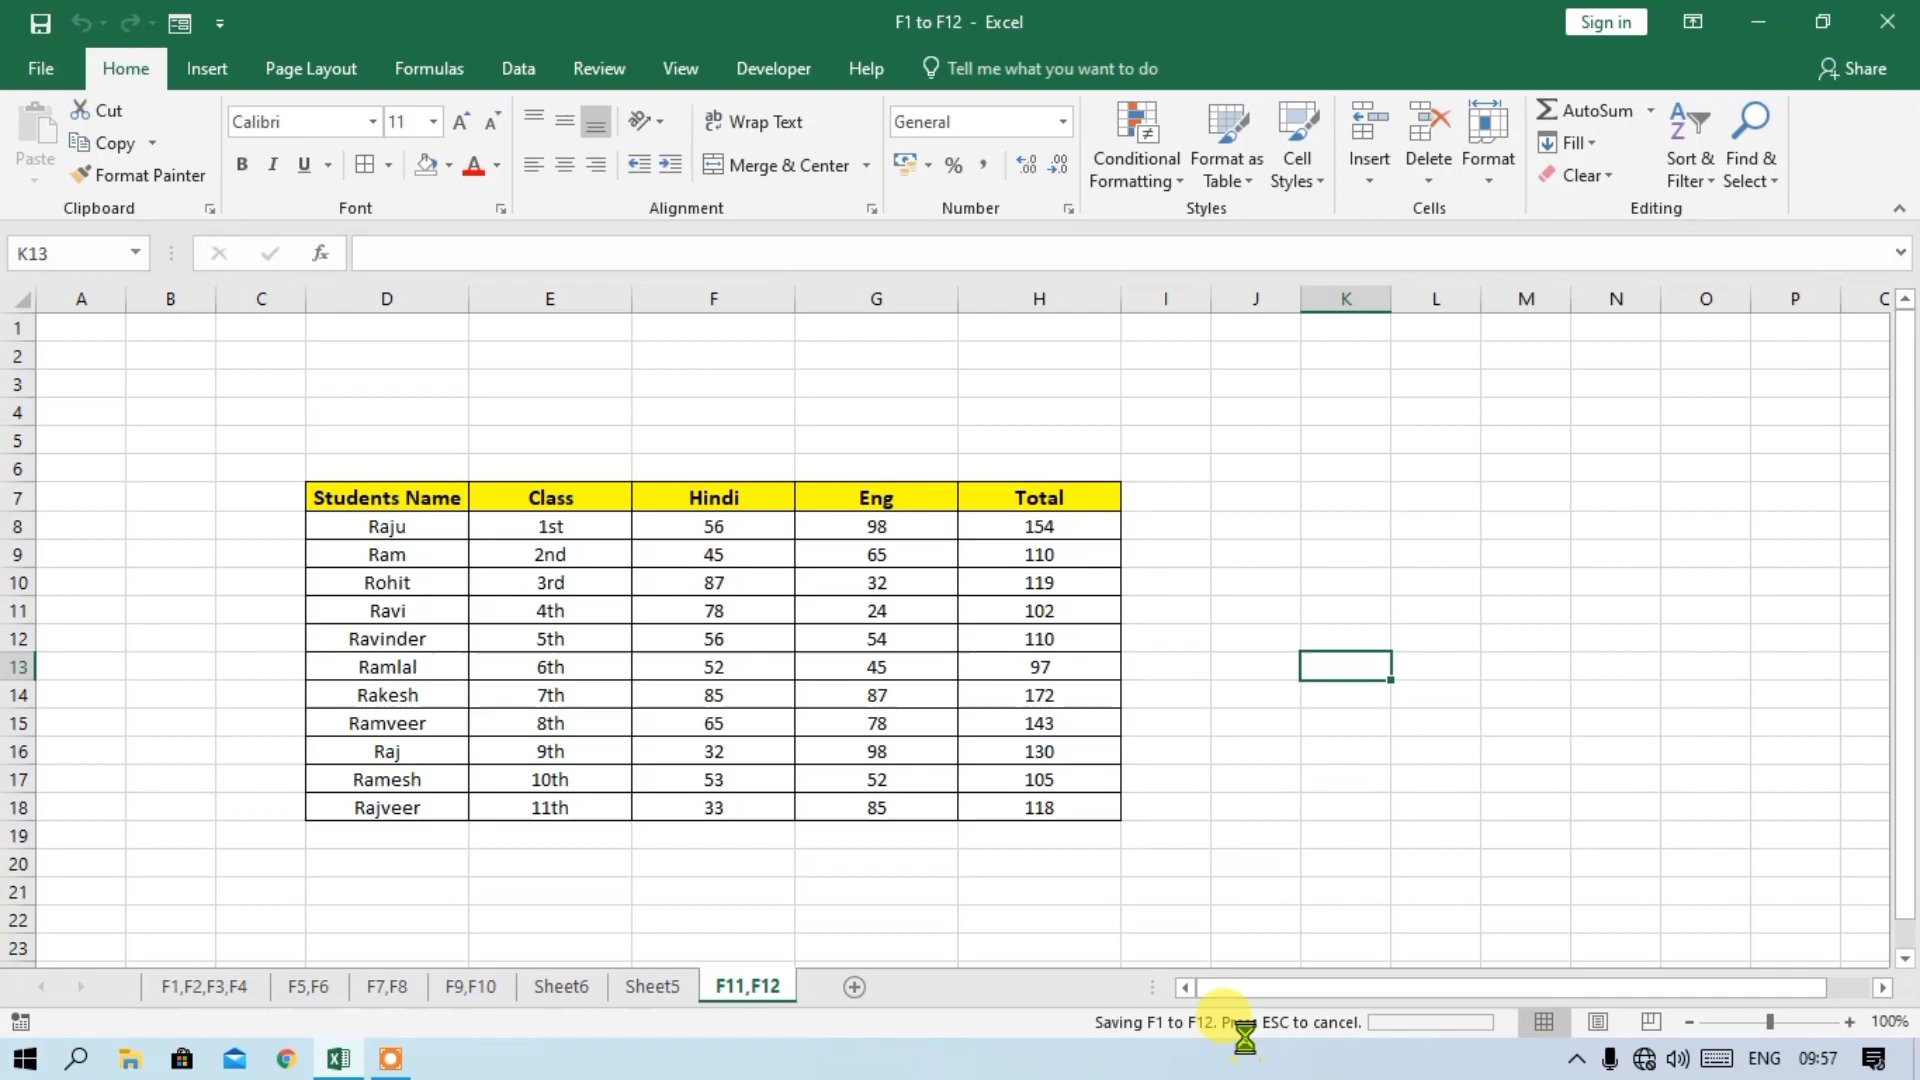 F1 to F12 - Excel
Sign in
File Home Insert Page Layout Formulas Data Review View Developer Help Tell me what you want to do Share
Paste
Cut
Copy
Format Painter
Clipboard
Calibri 11
B I U
Font
Wrap Text
Merge & Center
Alignment
General
Number
Conditional Formatting
Format as Table
Cell Styles
Styles
Insert
Delete
Format
Cells
AutoSum
Fill
Clear
Sort & Filter
Find & Select
Editing
K13
fx
A B C D E F G H I J K L M N O P
1
2
3
4
5
6
7 Students Name Class Hindi Eng Total
8 Raju 1st 56 98 154
9 Ram 2nd 45 65 110
10 Rohit 3rd 87 32 119
11 Ravi 4th 78 24 102
12 Ravinder 5th 56 54 110
13 Ramlal 6th 52 45 97
14 Rakesh 7th 85 87 172
15 Ramveer 8th 65 78 143
16 Raj 9th 32 98 130
17 Ramesh 10th 53 52 105
18 Rajveer 11th 33 85 118
19
20
21
22
23
F1,F2,F3,F4 F5,F6 F7,F8 F9,F10 Sheet6 Sheet5 F11,F12
Saving F1 to F12. Press ESC to cancel.
100%
ENG 09:57